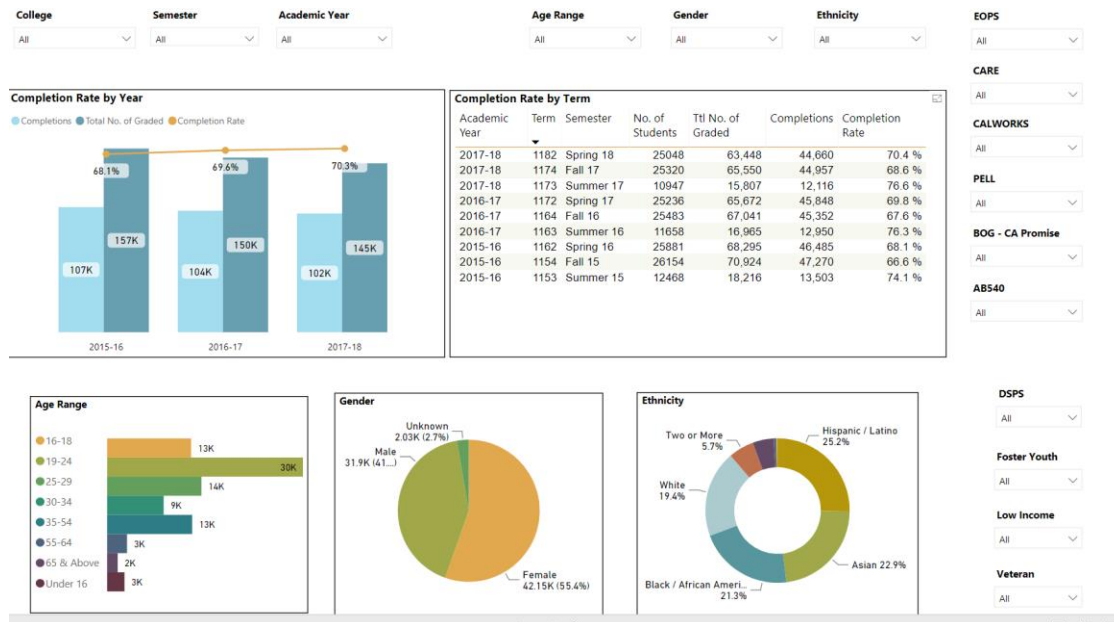 College
Semester
Academic Year
Age Range
Gender
Ethnicity
EOPS
All
All
All
All
All
All
All
CARE
All
CALWORKS
All
PELL
All
BOG - CA Promise
All
AB540
All
Completion Rate by Year
Completions Total No. of Graded Completion Rate
68.1%
69.6%
70.3%
157K
150K
145K
107K
104K
102K
2015-16
2016-17
2017-18
Completion Rate by Term
Academic Year Term Semester No. of Students Ttl No. of Graded Completions Completion Rate
2017-18 1182 Spring 18 25048 63,448 44,660 70.4 %
2017-18 1174 Fall 17 25320 65,550 44,957 68.6 %
2017-18 1173 Summer 17 10947 15,807 12,116 76.6 %
2016-17 1172 Spring 17 25236 65,672 45,848 69.8 %
2016-17 1164 Fall 16 25483 67,041 45,352 67.6 %
2016-17 1163 Summer 16 11658 16,965 12,950 76.3 %
2015-16 1162 Spring 16 25881 68,295 46,485 68.1 %
2015-16 1154 Fall 15 26154 70,924 47,270 66.6 %
2015-16 1153 Summer 15 12468 18,216 13,503 74.1 %
Age Range
16-18 13K
19-24 30K
25-29 14K
30-34 9K
35-54 13K
55-64 3K
65 & Above 2K
Under 16 3K
Gender
Unknown
2.03K (2.7%)
Male
31.9K (41...)
Female
42.15K (55.4%)
Ethnicity
Two or More
5.7%
Hispanic / Latino
25.2%
White
19.4%
Asian 22.9%
Black / African Ameri...
21.3%
DSPS
All
Foster Youth
All
Low Income
All
Veteran
All